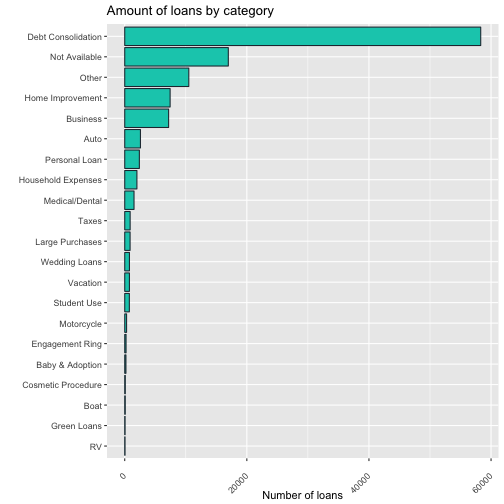 Amount of loans by category
Debt Consolidation
Not Available
Other
Home Improvement
Business
Auto
Personal Loan
Household Expenses
Medical/Dental
Taxes
Large Purchases
Wedding Loans
Vacation
Student Use
Motorcycle
Engagement Ring
Baby & Adoption
Cosmetic Procedure
Boat
Green Loans
RV
0 20000 40000 60000
Number of loans